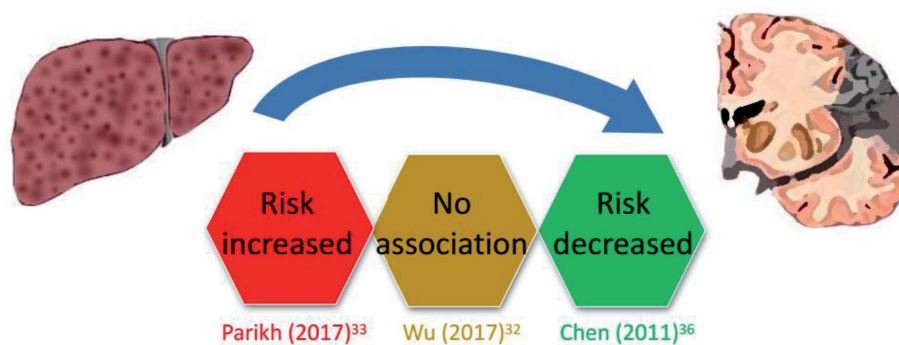 Risk
increased
No
association
Risk
decreased
Parikh (2017)³³
Wu (2017)³²
Chen (2011)³⁶